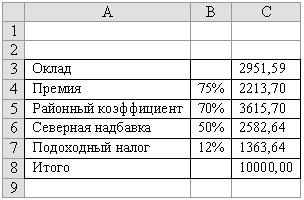 A B C
1
2
3 Оклад 2951,59
4 Премия 75% 2213,70
5 Районный коэффициент 70% 3615,70
6 Северная надбавка 50% 2582,64
7 Подоходный налог 12% 1363,64
8 Итого 10000,00
9